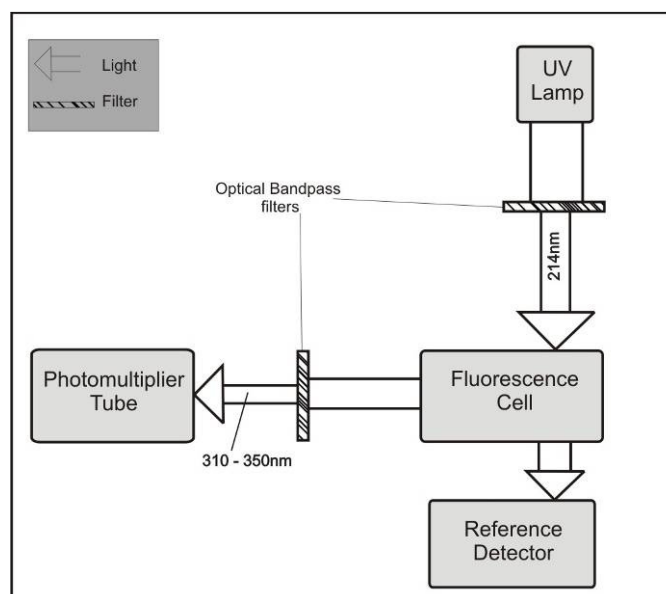 Light
Filter
UV
Lamp
Optical Bandpass
filters
214nm
Photomultiplier
Tube
Fluorescence
Cell
310 - 350nm
Reference
Detector